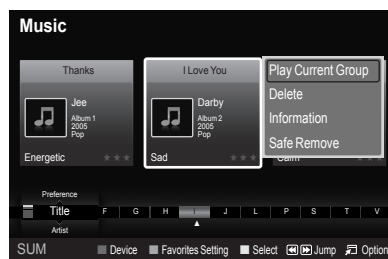 Music
Thanks
Jee
Album 1
2005
Pop
Energetic
I Love You
Darby
Album 2
2005
Pop
Sad
Play Current Group
Delete
Information
Safe Remove
Calm
Preference
Title
Artist
F G H I J L P S T V
SUM Device Favorites Setting Select Jump Option